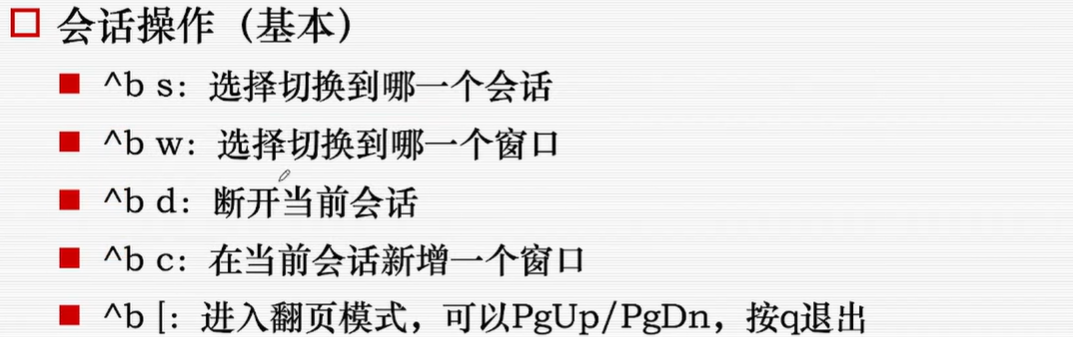 会话操作（基本）
^b s：选择切换到哪一个会话
^b w：选择切换到哪一个窗口
^b d：断开当前会话
^b c：在当前会话新增一个窗口
^b [：进入翻页模式，可以PgUp/PgDn，按q退出